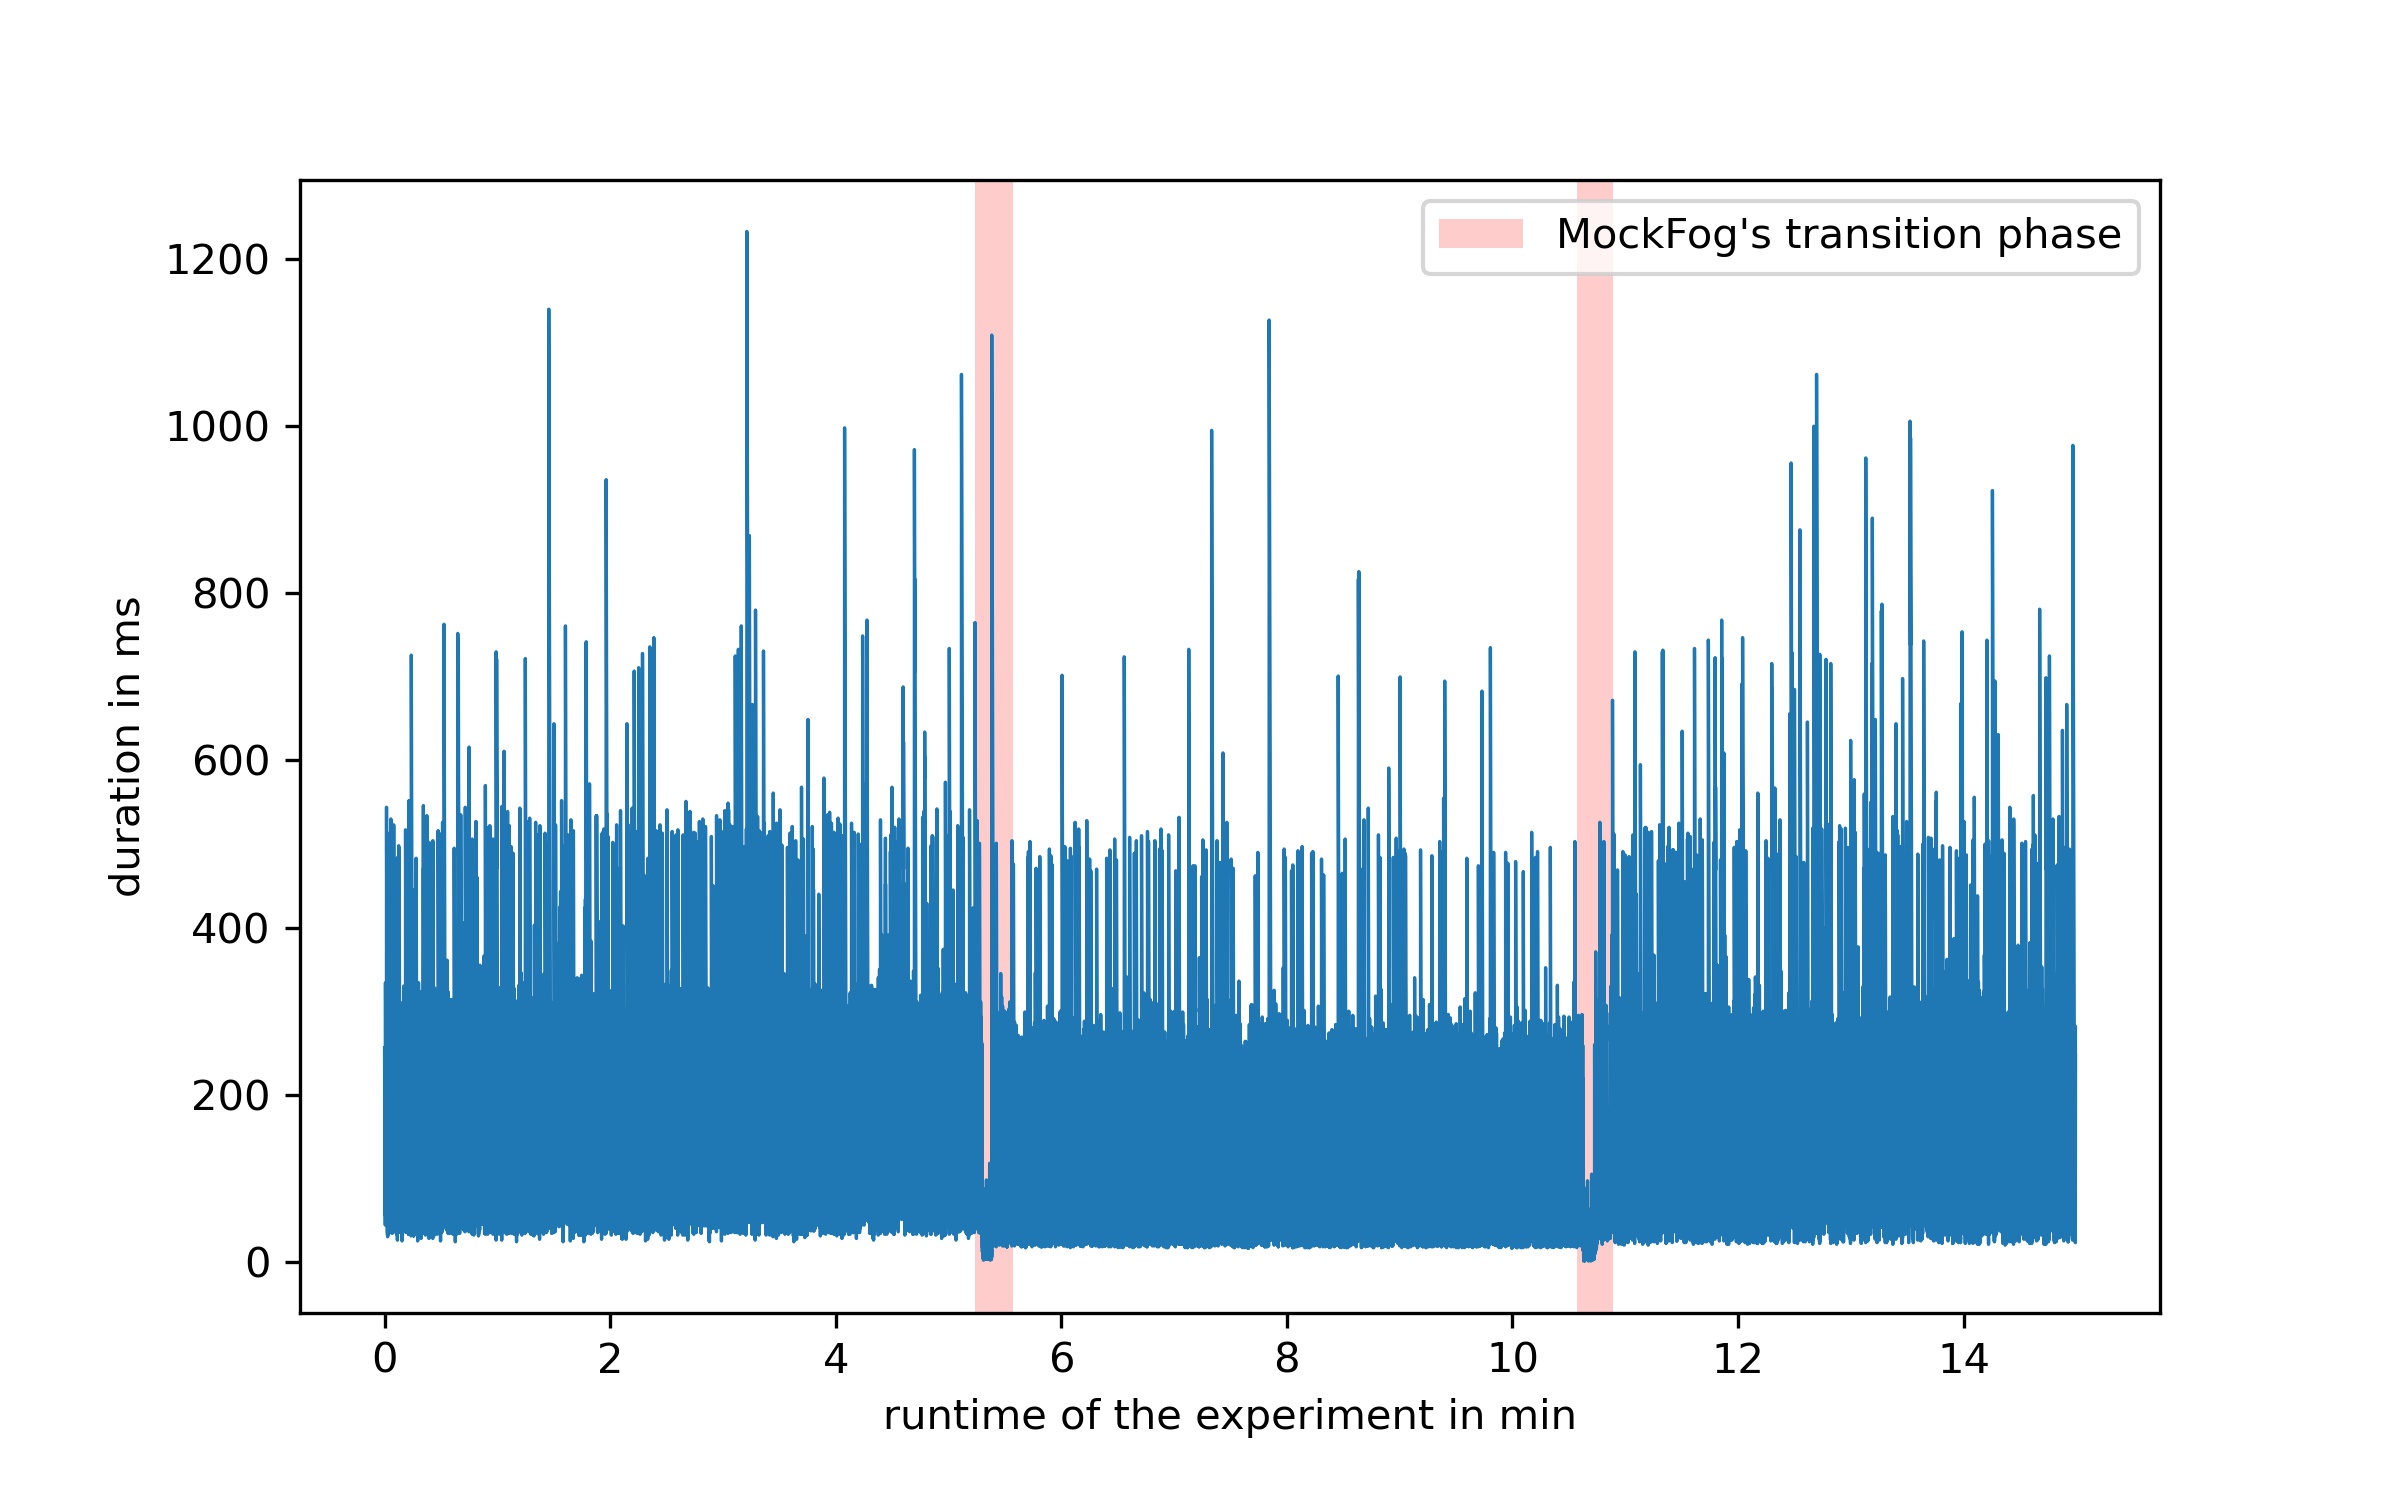 MockFog's transition phase
1200
1000
800
600
400
200
0
duration in ms
0 2 4 6 8 10 12 14
runtime of the experiment in min